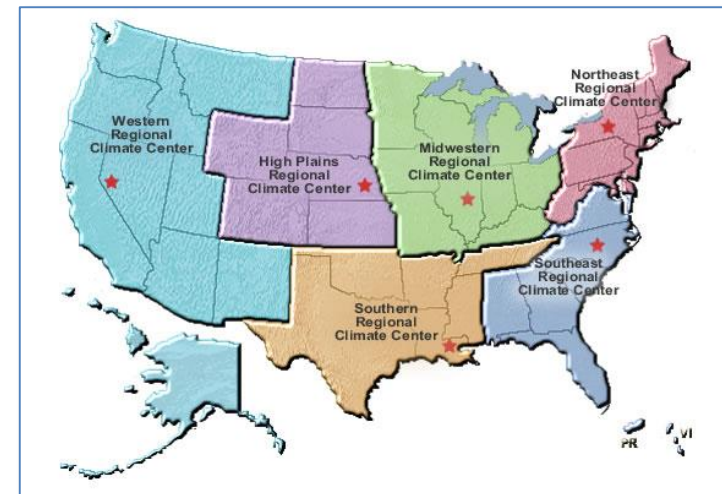 Northeast
Regional
Climate Center
Western
Regional
Climate Center
High Plains
Regional
Climate Center
Midwestern
Regional
Climate Center
Southeast
Regional
Climate Center
Southern
Regional
Climate Center
PR
VI